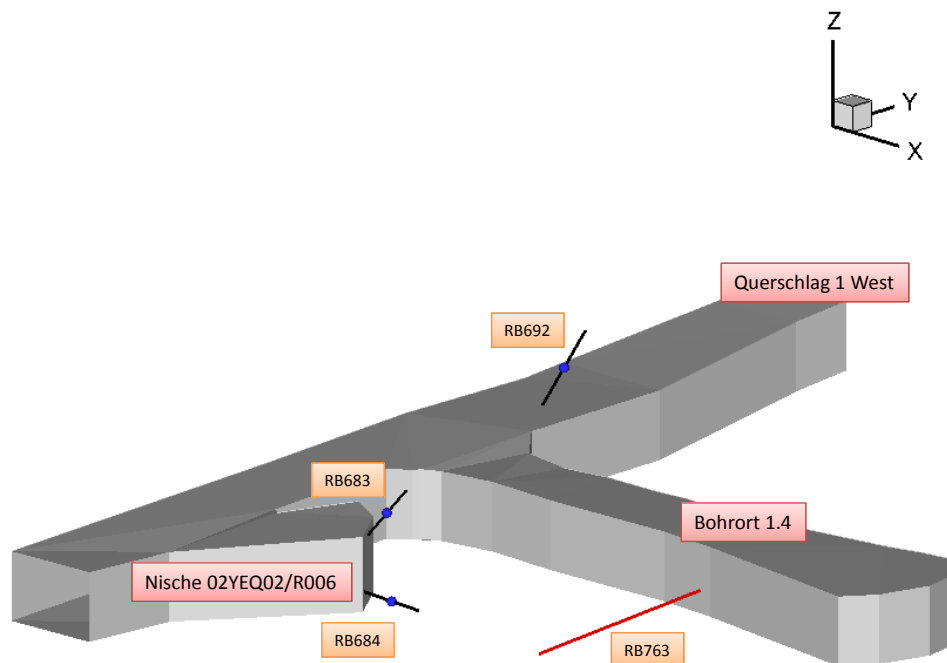 Z
Y
X
Querschlag 1 West
RB692
RB683
Bohrort 1.4
Nische 02YEQ02/R006
RB684
RB763